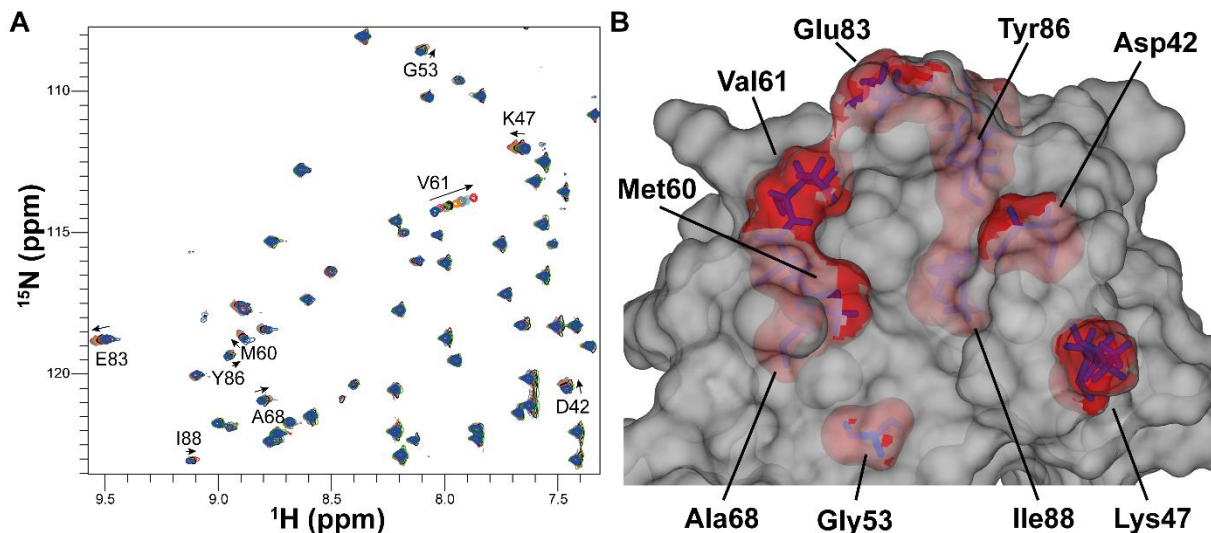 A
B
G53
K47
V61
E83
M60
Y86
A68
I88
D42
110
115
120
15N (ppm)
9.5
9.0
8.5
8.0
7.5
1H (ppm)
Glu83
Tyr86
Asp42
Val61
Met60
Ala68
Gly53
Ile88
Lys47